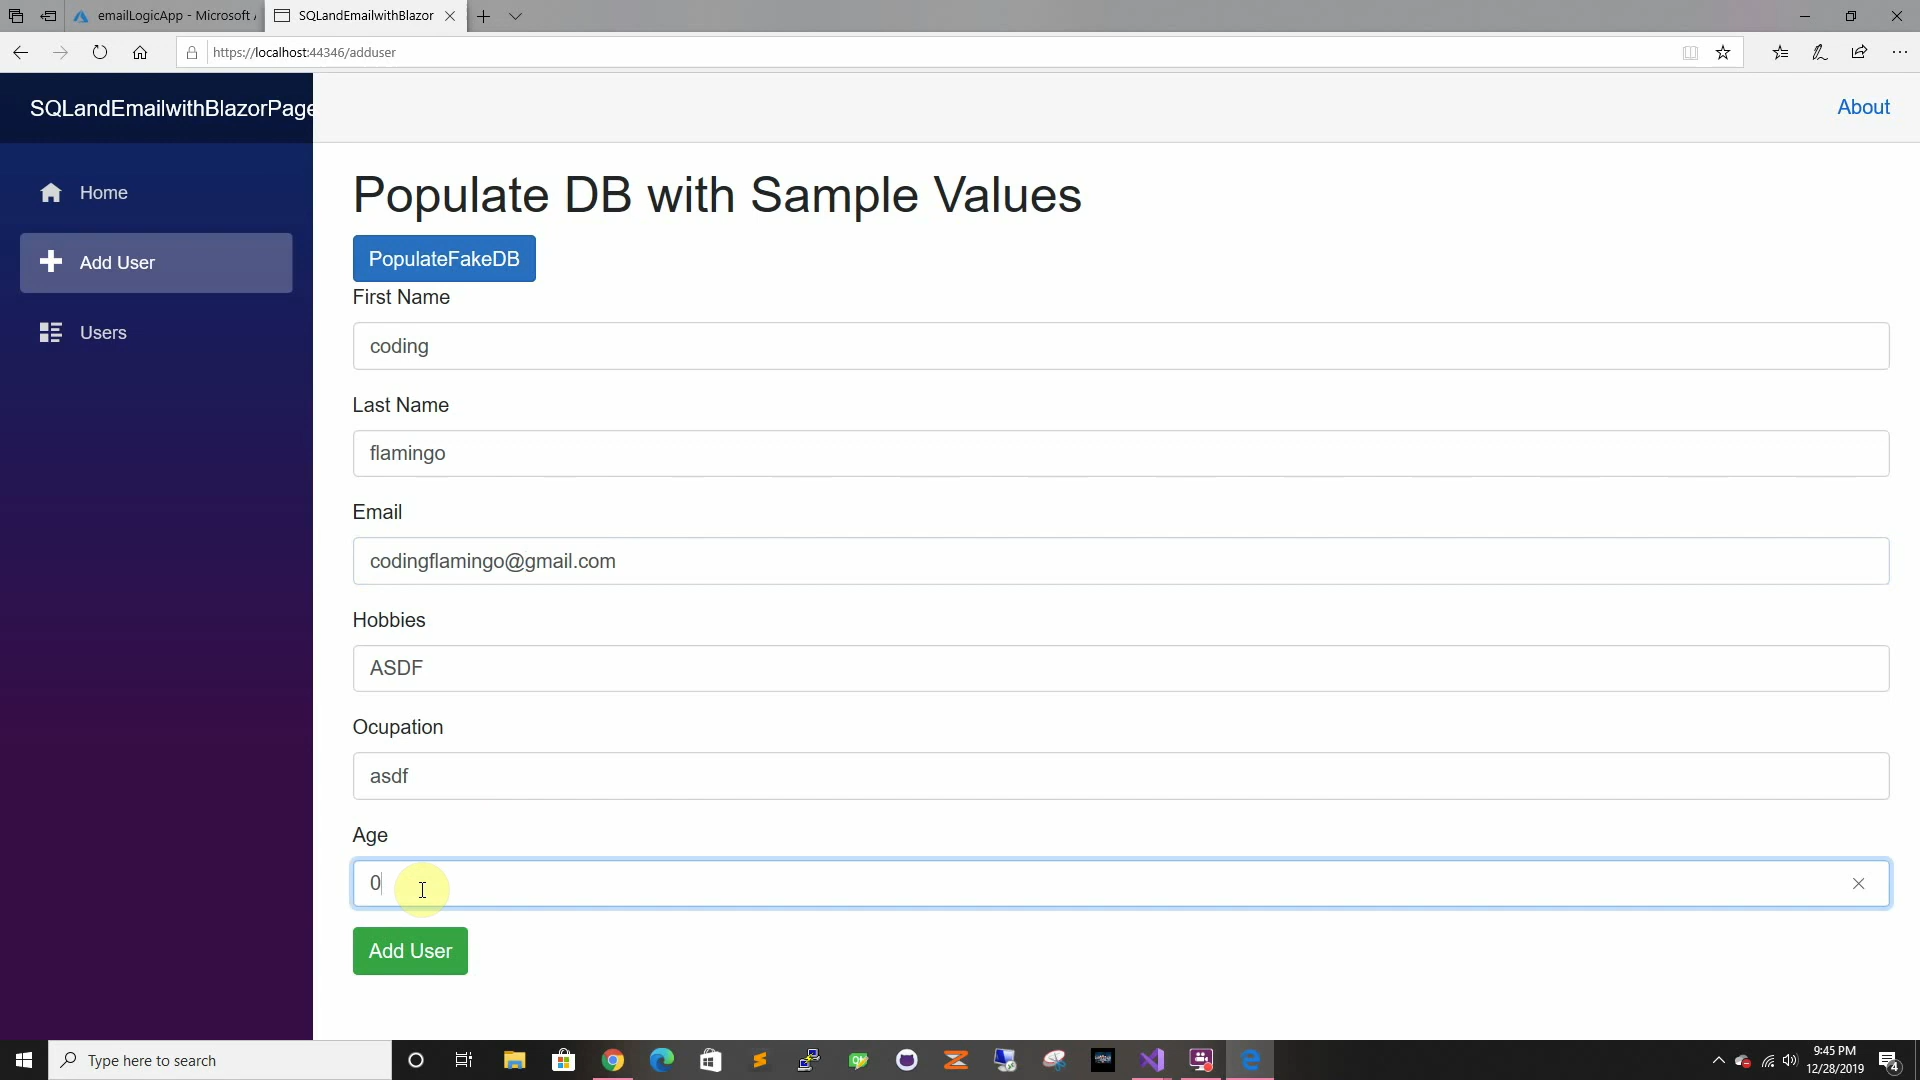 emailLogicApp - Microsoft
SQLandEmailwithBlazor
https://localhost:44346/adduser
SQLandEmailwithBlazorPage
About
Home
Add User
Users
Populate DB with Sample Values
PopulateFakeDB
First Name
coding
Last Name
flamingo
Email
codingflamingo@gmail.com
Hobbies
ASDF
Ocupation
asdf
Age
0
Add User
Type here to search
9:45 PM
12/28/2019
4